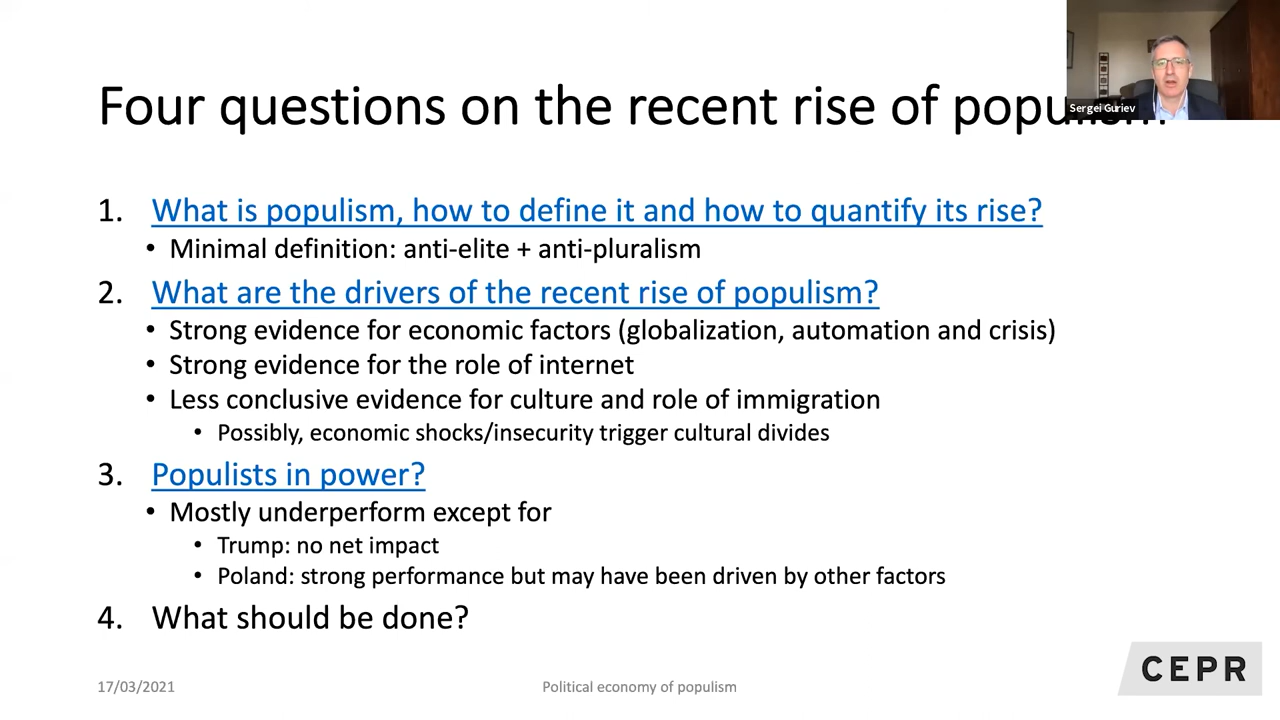 Four questions on the recent rise of populism
Sergei Guriev
1. What is populism, how to define it and how to quantify its rise?
• Minimal definition: anti-elite + anti-pluralism
2. What are the drivers of the recent rise of populism?
• Strong evidence for economic factors (globalization, automation and crisis)
• Strong evidence for the role of internet
• Less conclusive evidence for culture and role of immigration
• Possibly, economic shocks/insecurity trigger cultural divides
3. Populists in power?
• Mostly underperform except for
• Trump: no net impact
• Poland: strong performance but may have been driven by other factors
4. What should be done?
17/03/2021
Political economy of populism
CEPR